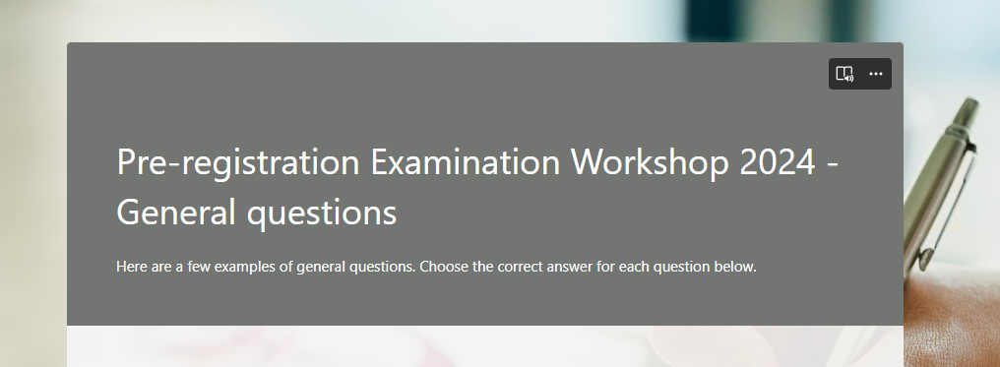 Pre-registration Examination Workshop 2024 -
General questions
Here are a few examples of general questions. Choose the correct answer for each question below.